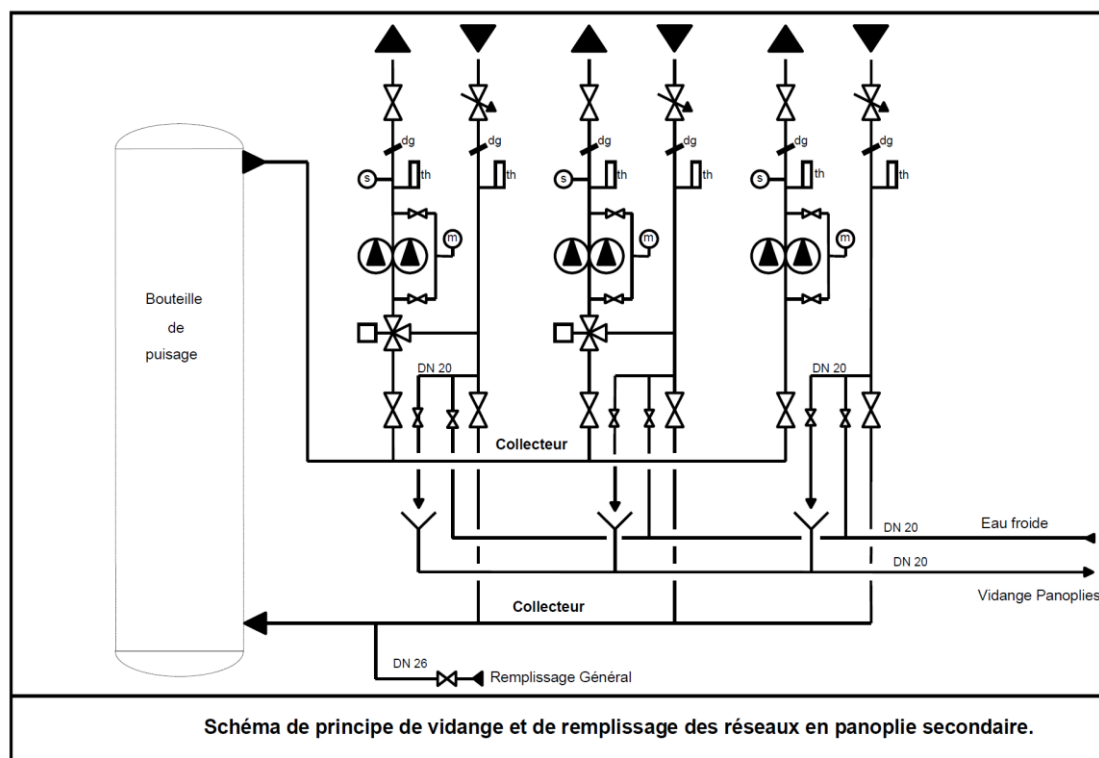 dg
dg
dg
dg
dg
dg
s
th
th
s
th
th
s
th
th
m
m
m
Bouteille
de
puisage
DN 20
DN 20
Collecteur
DN 20
Eau froide
DN 20
Vidange Panoplies
Collecteur
DN 26
Remplissage Général
Schéma de principe de vidange et de remplissage des réseaux en panoplie secondaire.